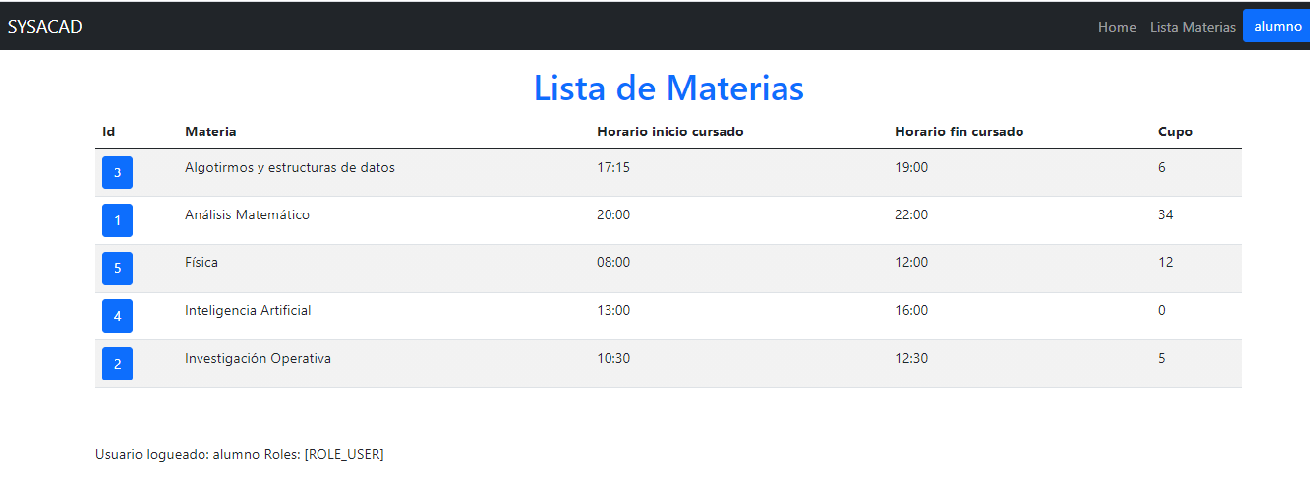 SYSACAD Home Lista Materias alumno
Lista de Materias
Id Materia Horario inicio cursado Horario fin cursado Cupo
3 Algotirmos y estructuras de datos 17:15 19:00 6
1 Análisis Matemático 20:00 22:00 34
5 Física 08:00 12:00 12
4 Inteligencia Artificial 13:00 16:00 0
2 Investigación Operativa 10:30 12:30 5
Usuario logueado: alumno Roles: [ROLE_USER]